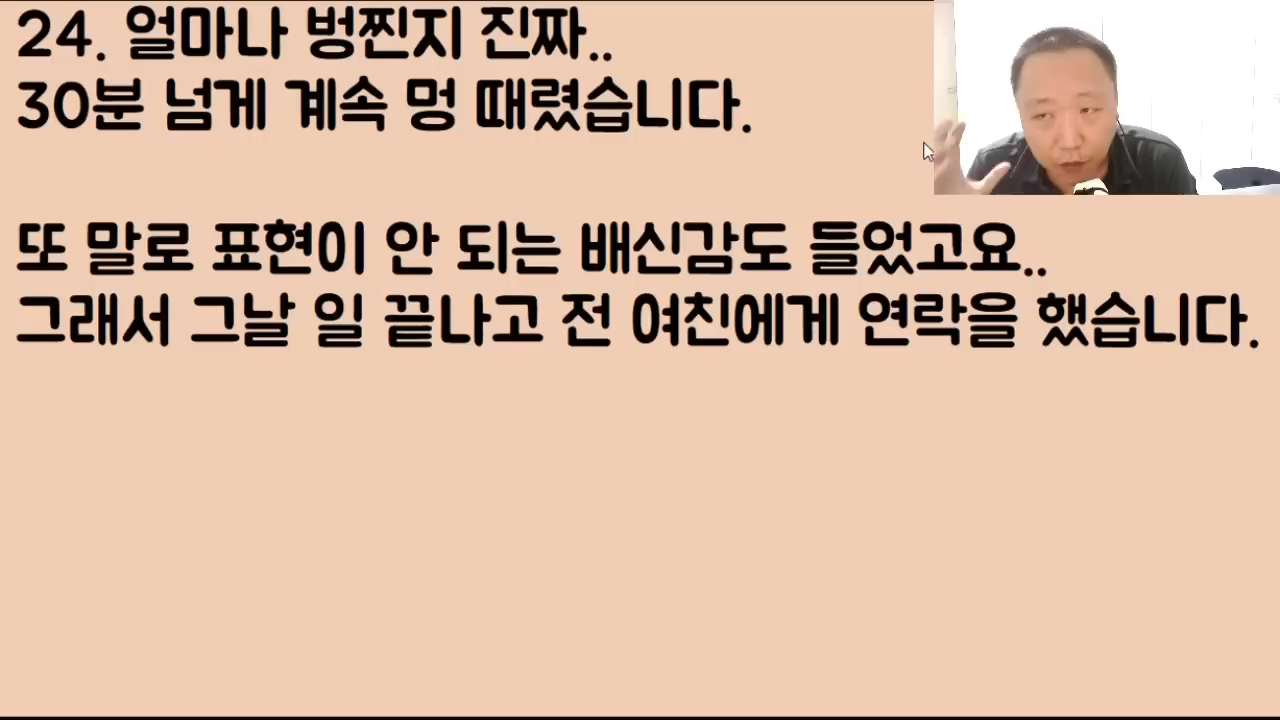 24. 얼마나 벙찐지 진짜..
30분 넘게 계속 멍 때렸습니다.
또 말로 표현이 안 되는 배신감도 들었고요..
그래서 그날 일 끝나고 전 여친에게 연락을 했습니다.